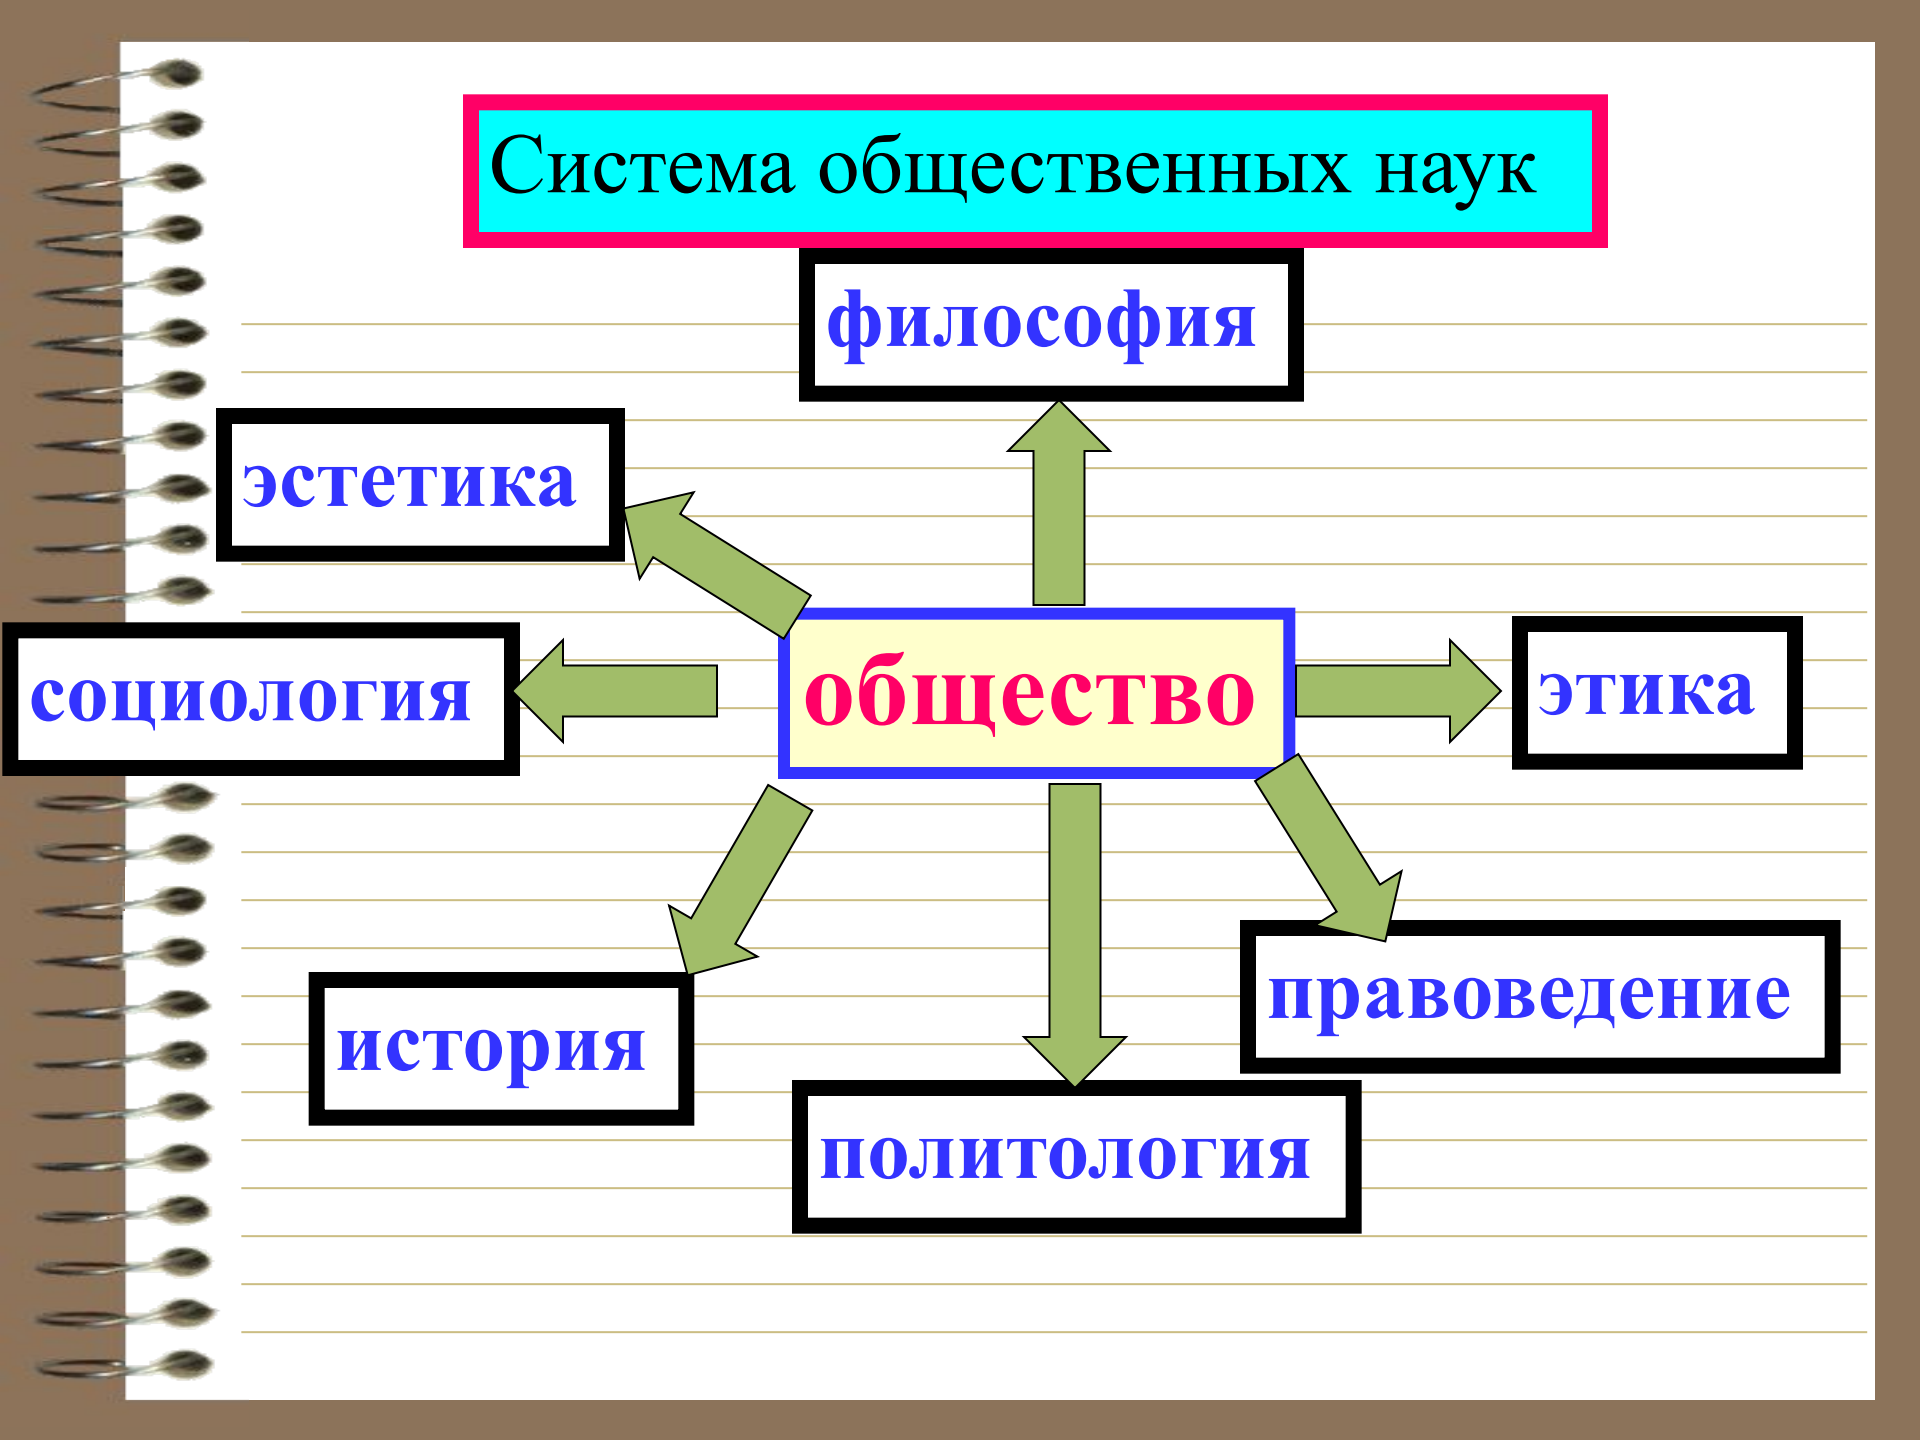 Система общественных наук
философия
эстетика
социология
общество
этика
история
правоведение
политология